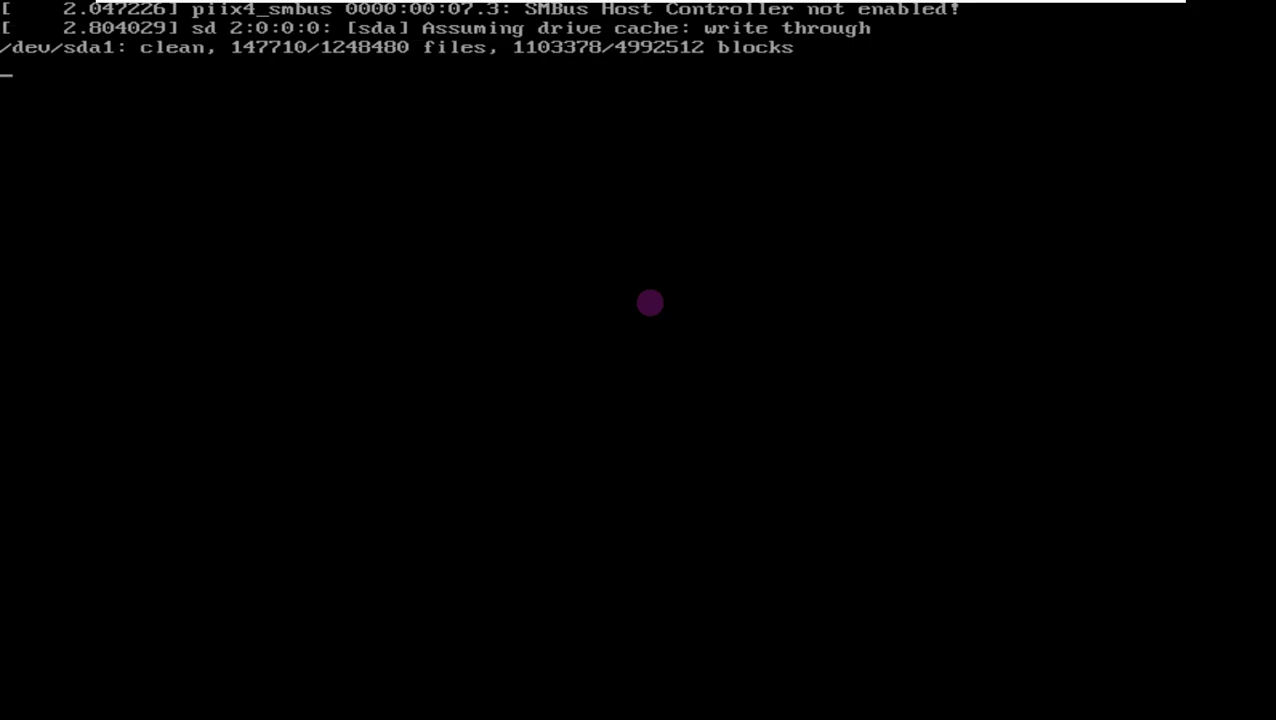 [    2.047226] piix4_smbus 0000:00:07.3: SMBus Host Controller not enabled!
[    2.804029] sd 2:0:0:0: [sda] Assuming drive cache: write through
/dev/sda1: clean, 147710/1248480 files, 1103378/4992512 blocks